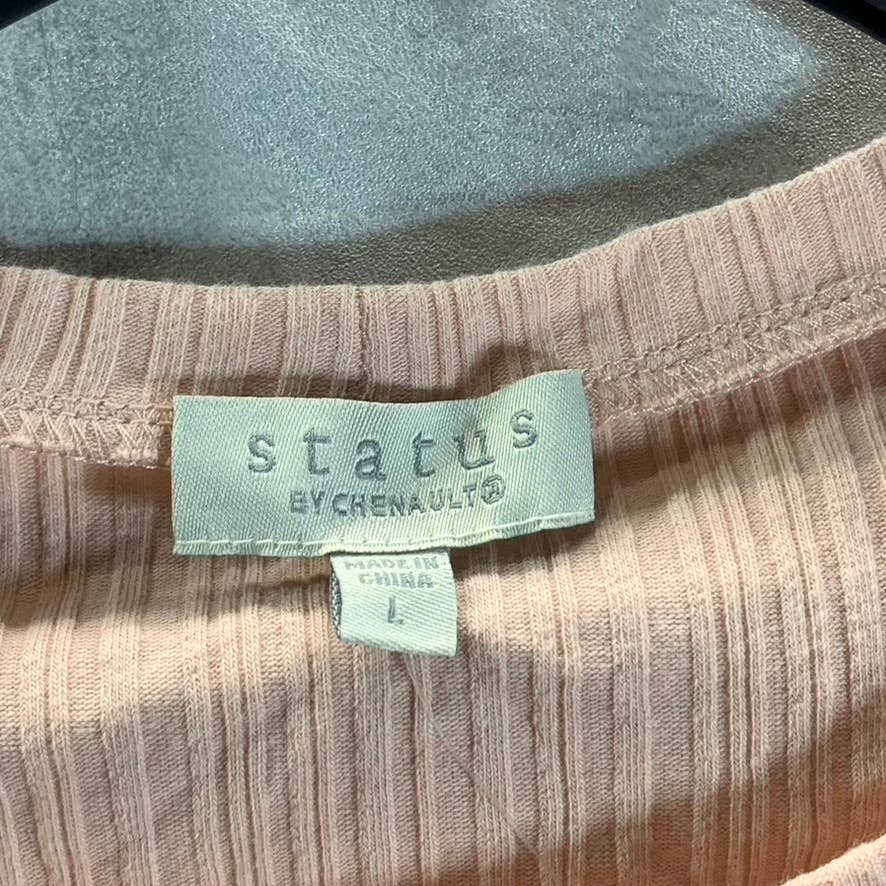 status
BY CHENAULT®
MADE IN
CHINA
L